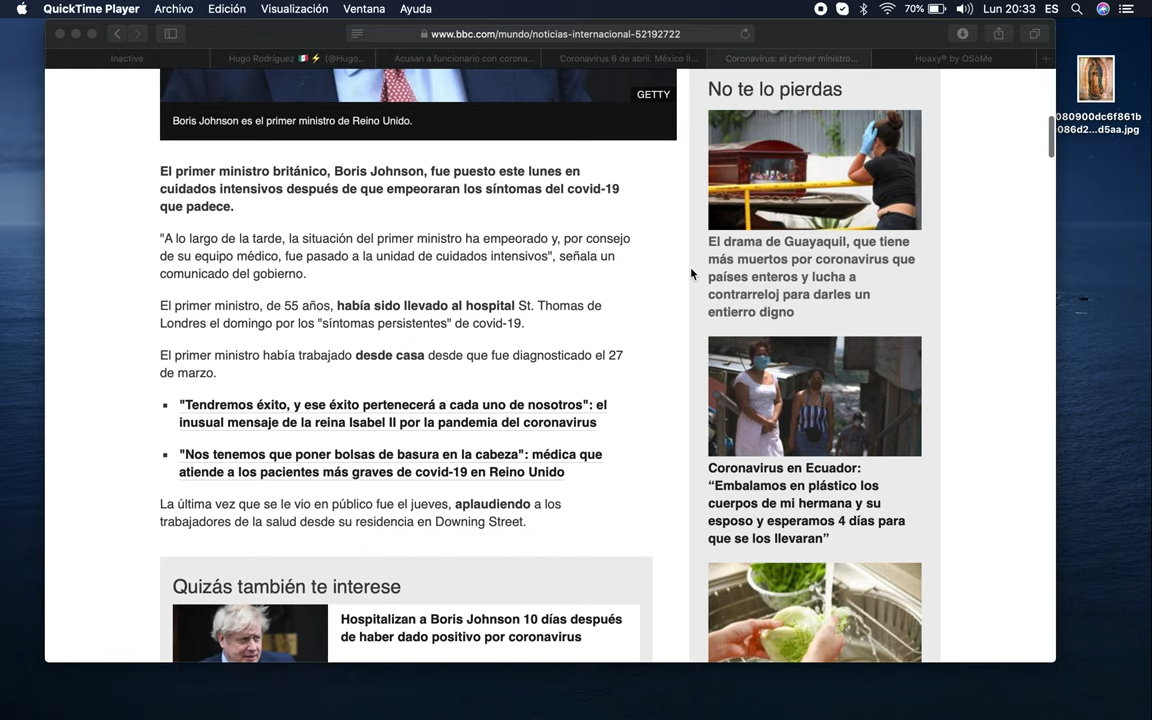 QuickTime Player Archivo Edición Visualización Ventana Ayuda 70% Lun 20:33 ES
www.bbc.com/mundo/noticias-internacional-52192722
Inactive Hugo Rodríguez 🇲🇽 ⚡ (@Hugo... Acusan a funcionario con corona... Coronavirus 6 de abril. México ll... Coronavirus: el primer ministro... Hoaxy® by OSoMe
080900dc6f861b
086d2...d5aa.jpg
GETTY
Boris Johnson es el primer ministro de Reino Unido.
El primer ministro británico, Boris Johnson, fue puesto este lunes en
cuidados intensivos después de que empeoraran los síntomas del covid-19
que padece.
"A lo largo de la tarde, la situación del primer ministro ha empeorado y, por consejo
de su equipo médico, fue pasado a la unidad de cuidados intensivos", señala un
comunicado del gobierno.
El primer ministro, de 55 años, había sido llevado al hospital St. Thomas de
Londres el domingo por los "síntomas persistentes" de covid-19.
El primer ministro había trabajado desde casa desde que fue diagnosticado el 27
de marzo.
"Tendremos éxito, y ese éxito pertenecerá a cada uno de nosotros": el
inusual mensaje de la reina Isabel II por la pandemia del coronavirus
"Nos tenemos que poner bolsas de basura en la cabeza": médica que
atiende a los pacientes más graves de covid-19 en Reino Unido
La última vez que se le vio en público fue el jueves, aplaudiendo a los
trabajadores de la salud desde su residencia en Downing Street.
Quizás también te interese
Hospitalizan a Boris Johnson 10 días después
de haber dado positivo por coronavirus
No te lo pierdas
El drama de Guayaquil, que tiene
más muertos por coronavirus que
países enteros y lucha a
contrarreloj para darles un
entierro digno
Coronavirus en Ecuador:
“Embalamos en plástico los
cuerpos de mi hermana y su
esposo y esperamos 4 días para
que se los llevaran”